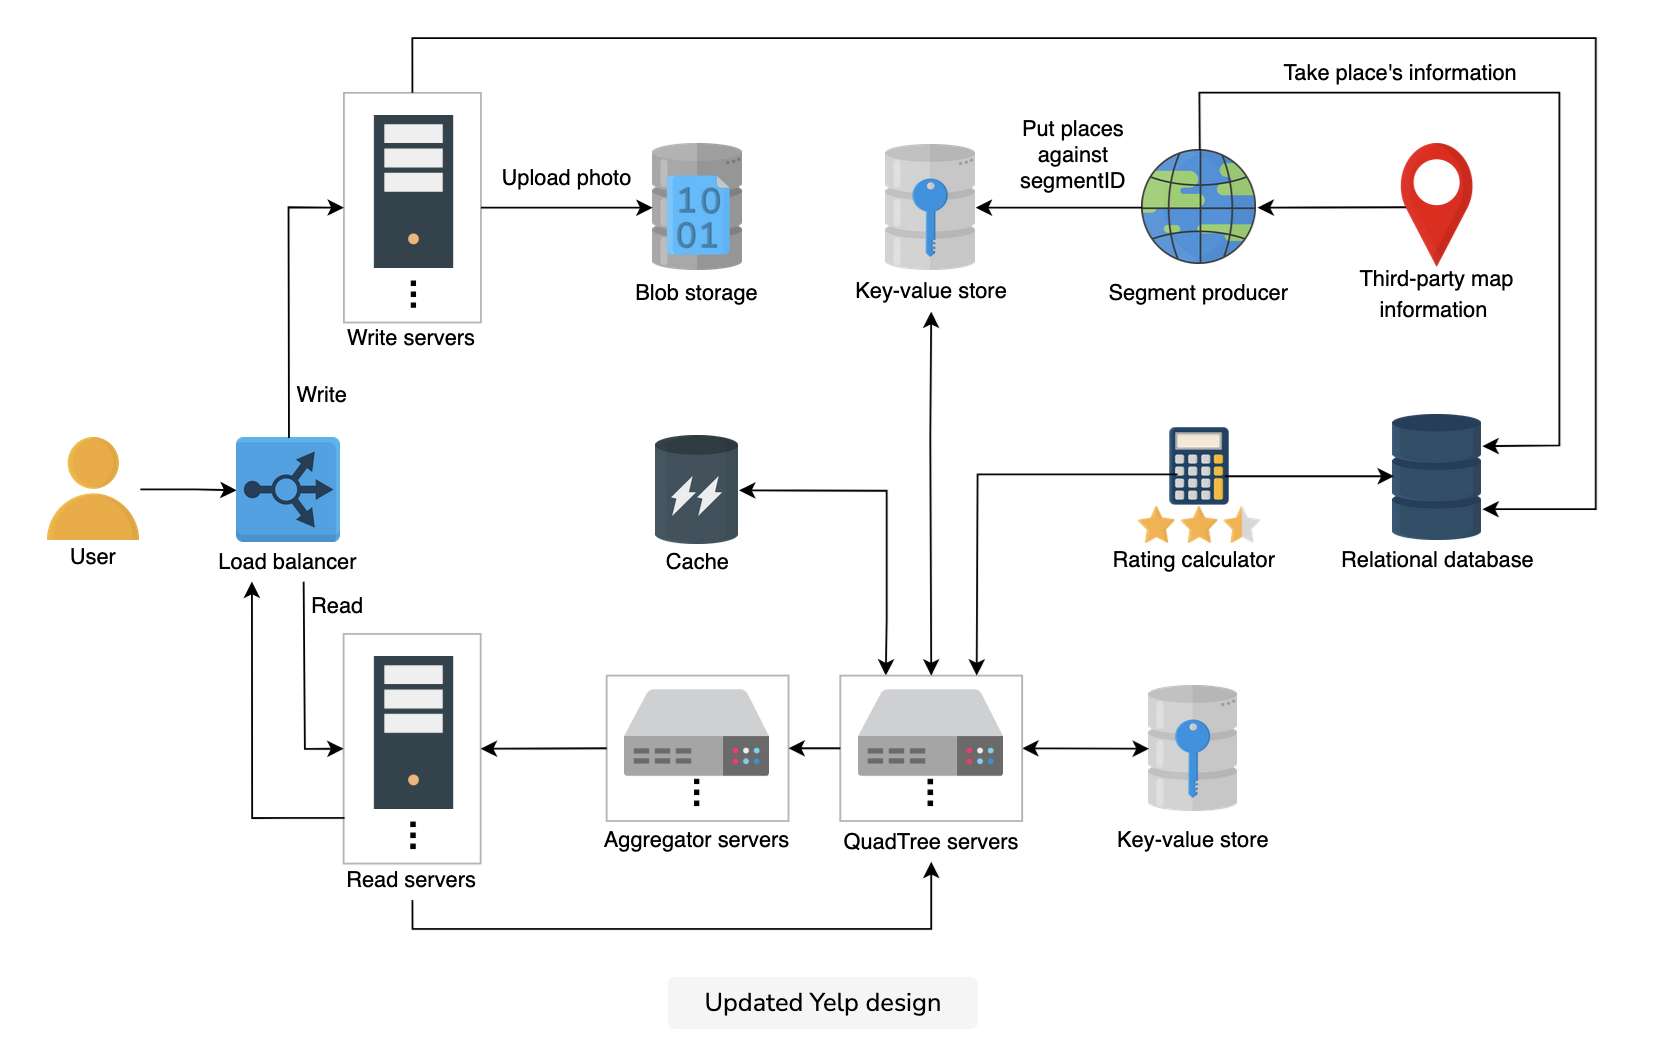 Take place's information
Put places
against
segmentID
Upload photo
10
01
Blob storage
Key-value store
Segment producer
Third-party map
information
Write servers
Write
User
Load balancer
Cache
Rating calculator
Relational database
Read
Aggregator servers
QuadTree servers
Key-value store
Read servers
Updated Yelp design